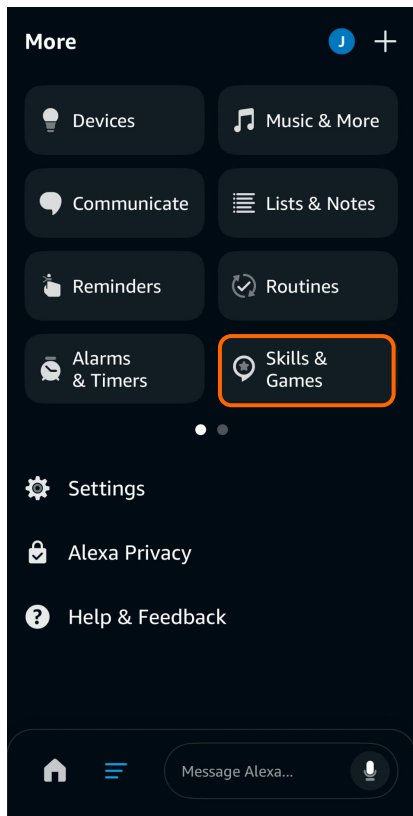 More
J
Devices
Music & More
Communicate
Lists & Notes
Reminders
Routines
Alarms
& Timers
Skills &
Games
Settings
Alexa Privacy
? Help & Feedback
Message Alexa...